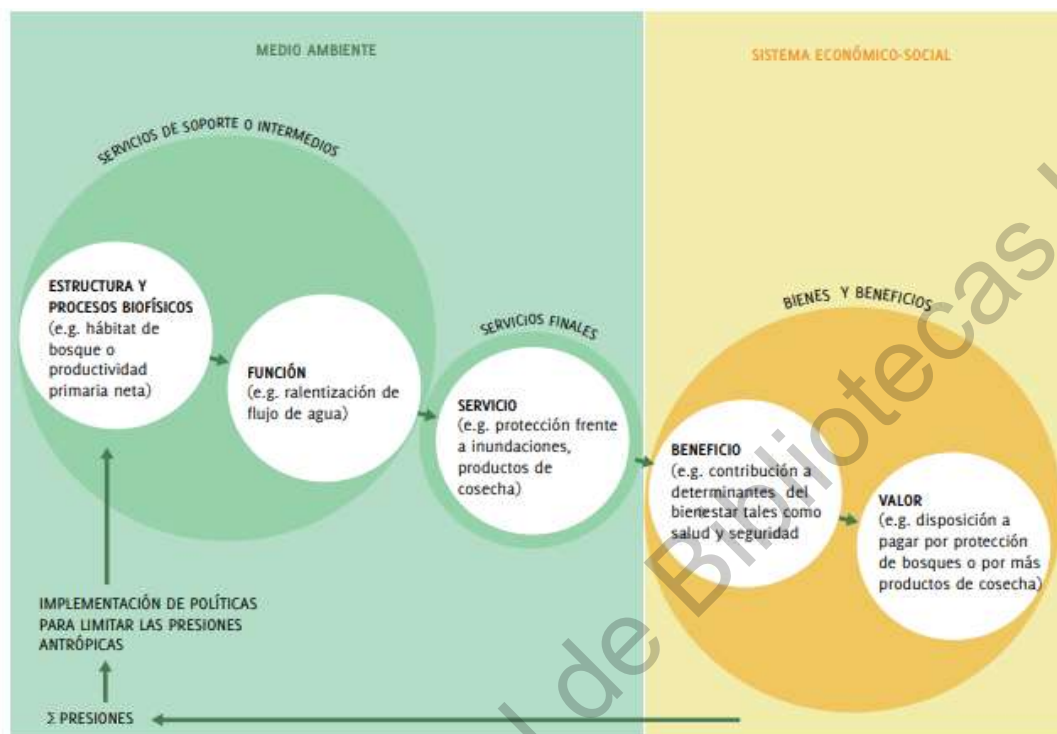 MEDIO AMBIENTE
SISTEMA ECONÓMICO-SOCIAL
SERVICIOS DE SOPORTE O INTERMEDIOS
ESTRUCTURA Y
PROCESOS BIOFÍSICOS
(e.g. hábitat de
bosque o
productividad
primaria neta)
FUNCIÓN
(e.g. ralentización de
flujo de agua)
SERVICIOS FINALES
SERVICIO
(e.g. protección frente
a inundaciones,
productos de
cosecha)
BIENES Y BENEFICIOS
BENEFICIO
(e.g. contribución a
determinantes del
bienestar tales como
salud y seguridad
VALOR
(e.g. disposición a
pagar por protección
de bosques o por más
productos de cosecha)
IMPLEMENTACIÓN DE POLÍTICAS
PARA LIMITAR LAS PRESIONES
ANTRÓPICAS
Σ PRESIONES
de Bibliotecas